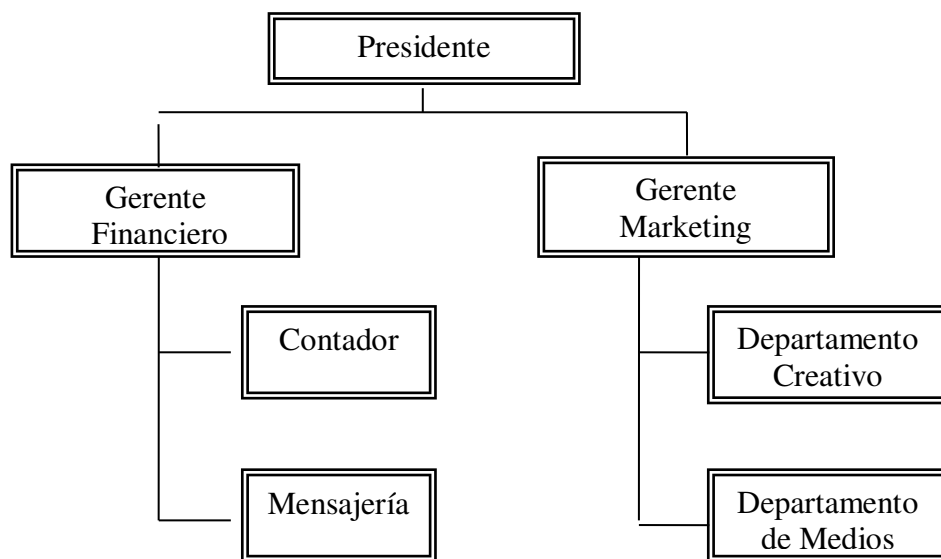 Presidente
Gerente
Financiero
Gerente
Marketing
Contador
Departamento
Creativo
Mensajería
Departamento
de Medios